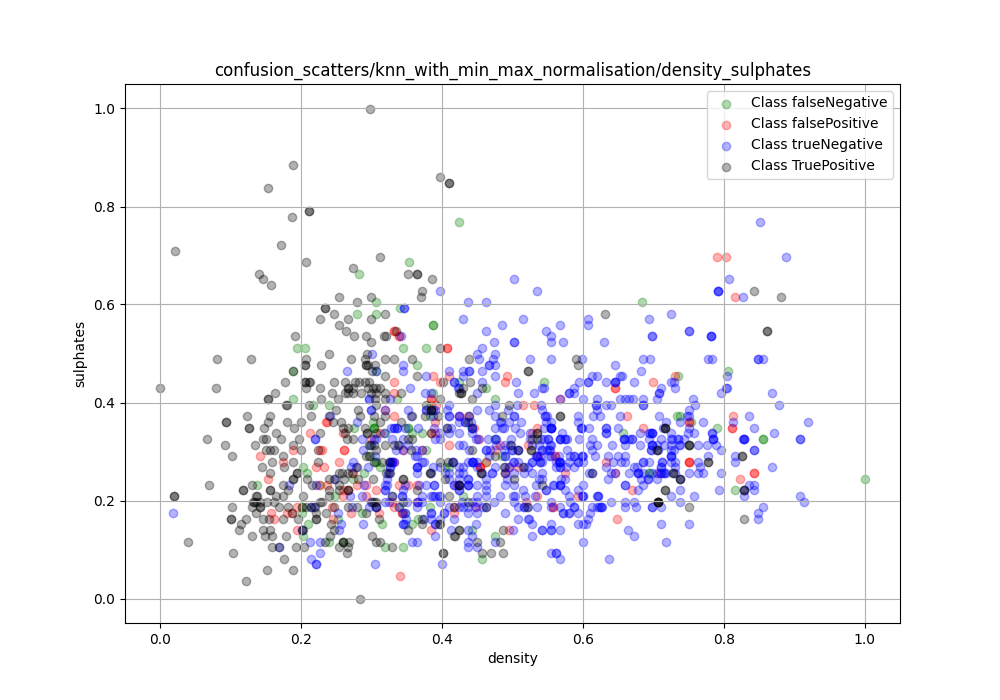 confusion_scatters/knn_with_min_max_normalisation/density_sulphates
Class falseNegative
Class falsePositive
Class trueNegative
Class TruePositive
1.0
0.8
0.6
0.4
0.2
0.0
sulphates
0.0 0.2 0.4 0.6 0.8 1.0
density